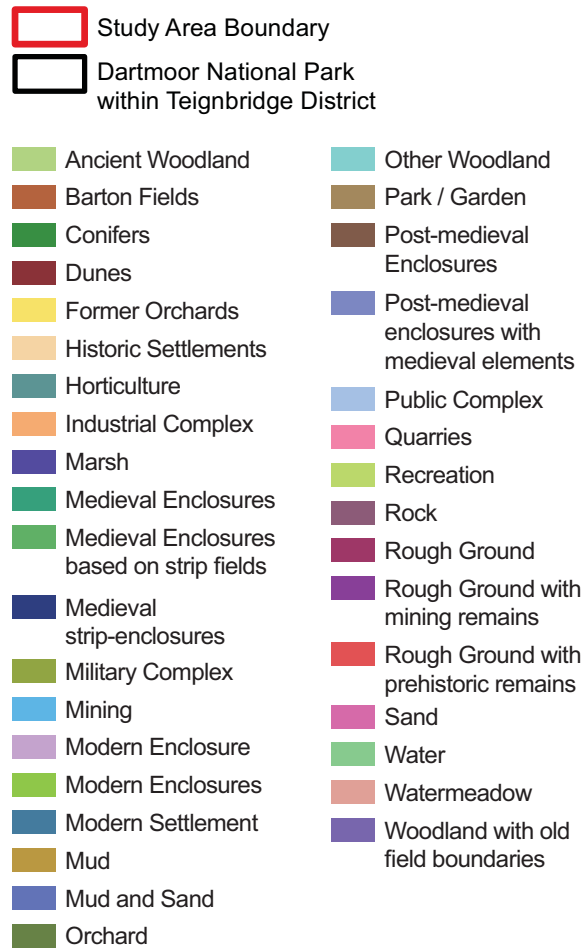 Study Area Boundary
Dartmoor National Park
within Teignbridge District
Ancient Woodland
Barton Fields
Conifers
Dunes
Former Orchards
Historic Settlements
Horticulture
Industrial Complex
Marsh
Medieval Enclosures
Medieval Enclosures
based on strip fields
Medieval
strip-enclosures
Military Complex
Mining
Modern Enclosure
Modern Enclosures
Modern Settlement
Mud
Mud and Sand
Orchard
Other Woodland
Park / Garden
Post-medieval
Enclosures
Post-medieval
enclosures with
medieval elements
Public Complex
Quarries
Recreation
Rock
Rough Ground
Rough Ground with
mining remains
Rough Ground with
prehistoric remains
Sand
Water
Watermeadow
Woodland with old
field boundaries